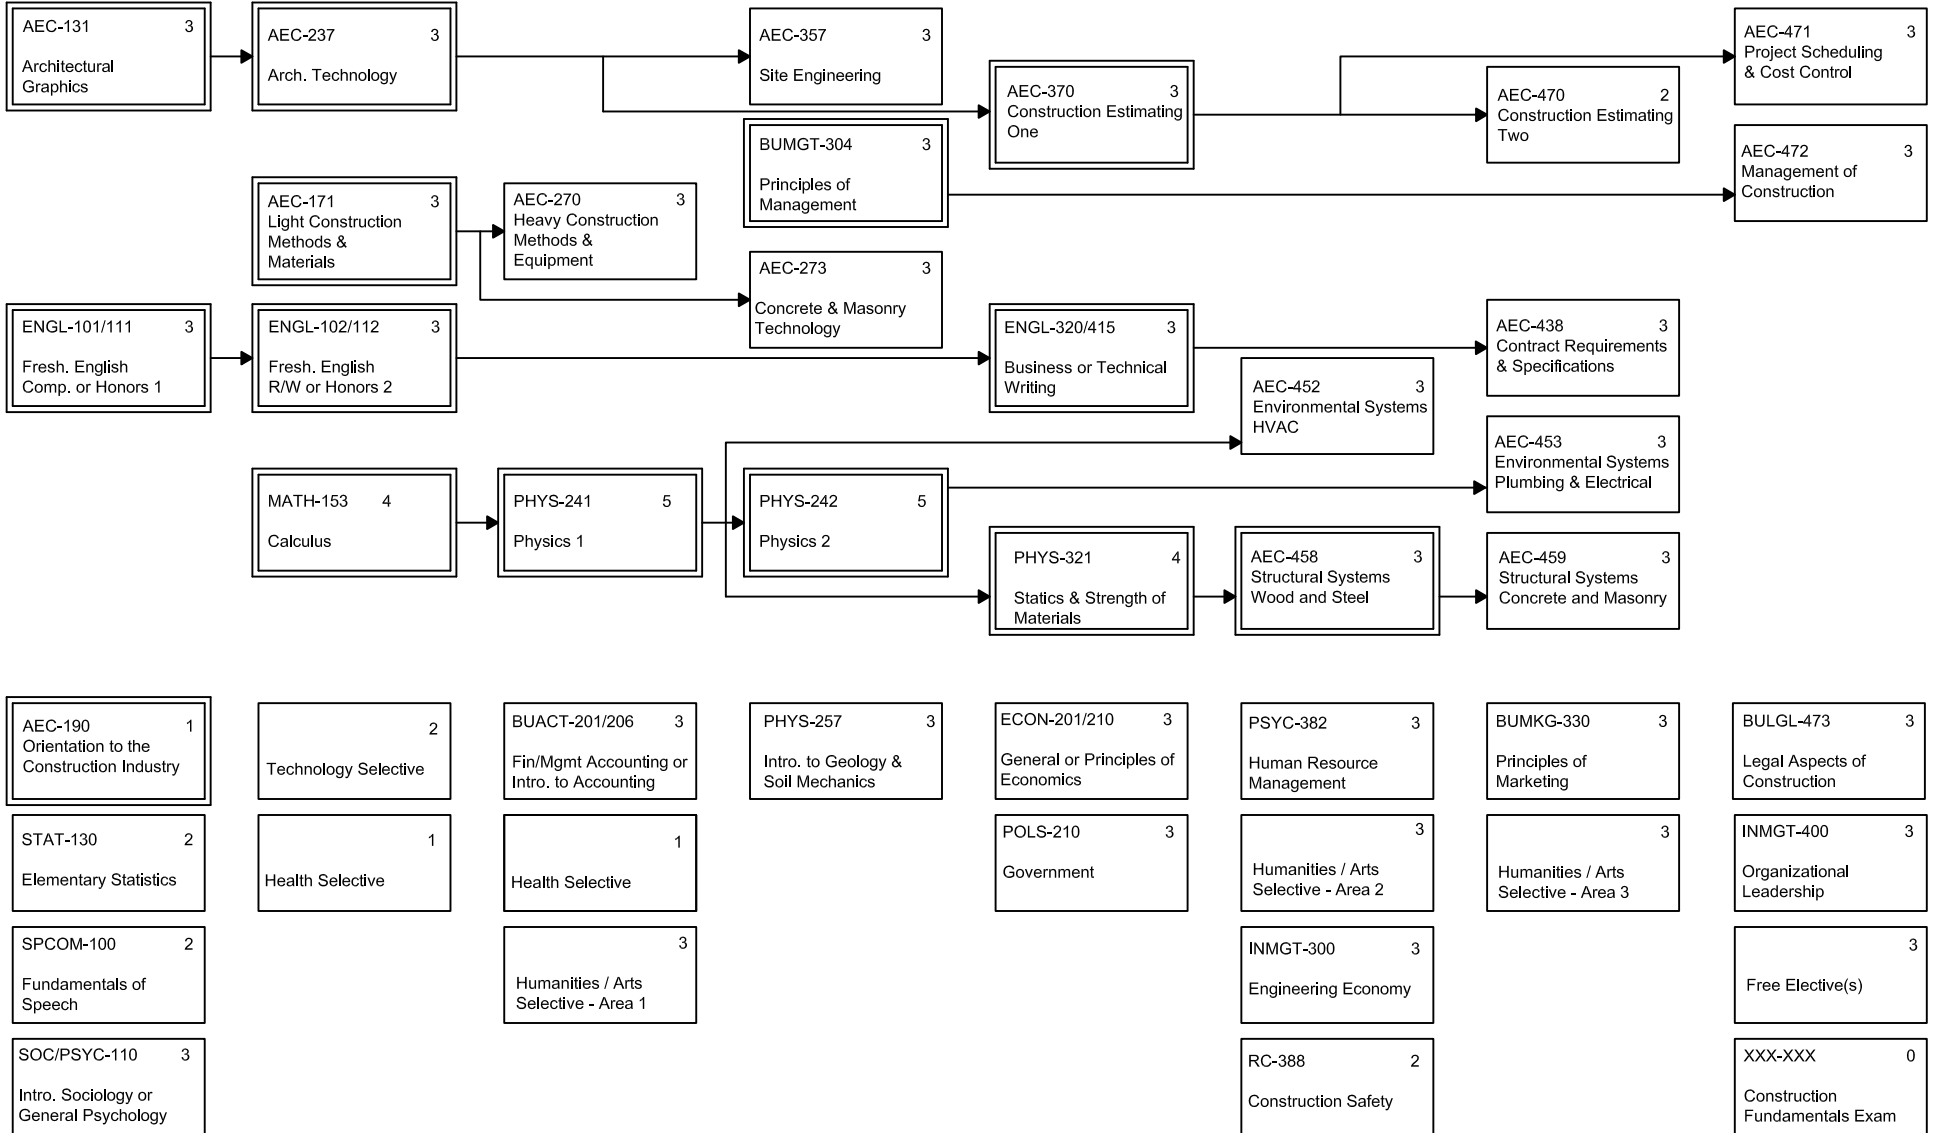 AEC-131 3
Architectural
Graphics
AEC-237 3
Arch. Technology
AEC-357 3
Site Engineering
AEC-370 3
Construction Estimating
One
AEC-470 2
Construction Estimating
Two
AEC-471 3
Project Scheduling
& Cost Control
BUMGT-304 3
Principles of
Management
AEC-472 3
Management of
Construction
AEC-171 3
Light Construction
Methods &
Materials
AEC-270 3
Heavy Construction
Methods &
Equipment
AEC-273 3
Concrete & Masonry
Technology
ENGL-101/111 3
Fresh. English
Comp. or Honors 1
ENGL-102/112 3
Fresh. English
R/W or Honors 2
ENGL-320/415 3
Business or Technical
Writing
AEC-438 3
Contract Requirements
& Specifications
AEC-452 3
Environmental Systems
HVAC
AEC-453 3
Environmental Systems
Plumbing & Electrical
MATH-153 4
Calculus
PHYS-241 5
Physics 1
PHYS-242 5
Physics 2
PHYS-321 4
Statics & Strength of
Materials
AEC-458 3
Structural Systems
Wood and Steel
AEC-459 3
Structural Systems
Concrete and Masonry
AEC-190 1
Orientation to the
Construction Industry
2
Technology Selective
BUACT-201/206 3
Fin/Mgmt Accounting or
Intro. to Accounting
PHYS-257 3
Intro. to Geology &
Soil Mechanics
ECON-201/210 3
General or Principles of
Economics
PSYC-382 3
Human Resource
Management
BUMKG-330 3
Principles of
Marketing
BULGL-473 3
Legal Aspects of
Construction
STAT-130 2
Elementary Statistics
1
Health Selective
1
Health Selective
POLS-210 3
Government
3
Humanities / Arts
Selective - Area 2
3
Humanities / Arts
Selective - Area 3
INMGT-400 3
Organizational
Leadership
SPCOM-100 2
Fundamentals of
Speech
3
Humanities / Arts
Selective - Area 1
INMGT-300 3
Engineering Economy
3
Free Elective(s)
SOC/PSYC-110 3
Intro. Sociology or
General Psychology
RC-388 2
Construction Safety
XXX-XXX 0
Construction
Fundamentals Exam